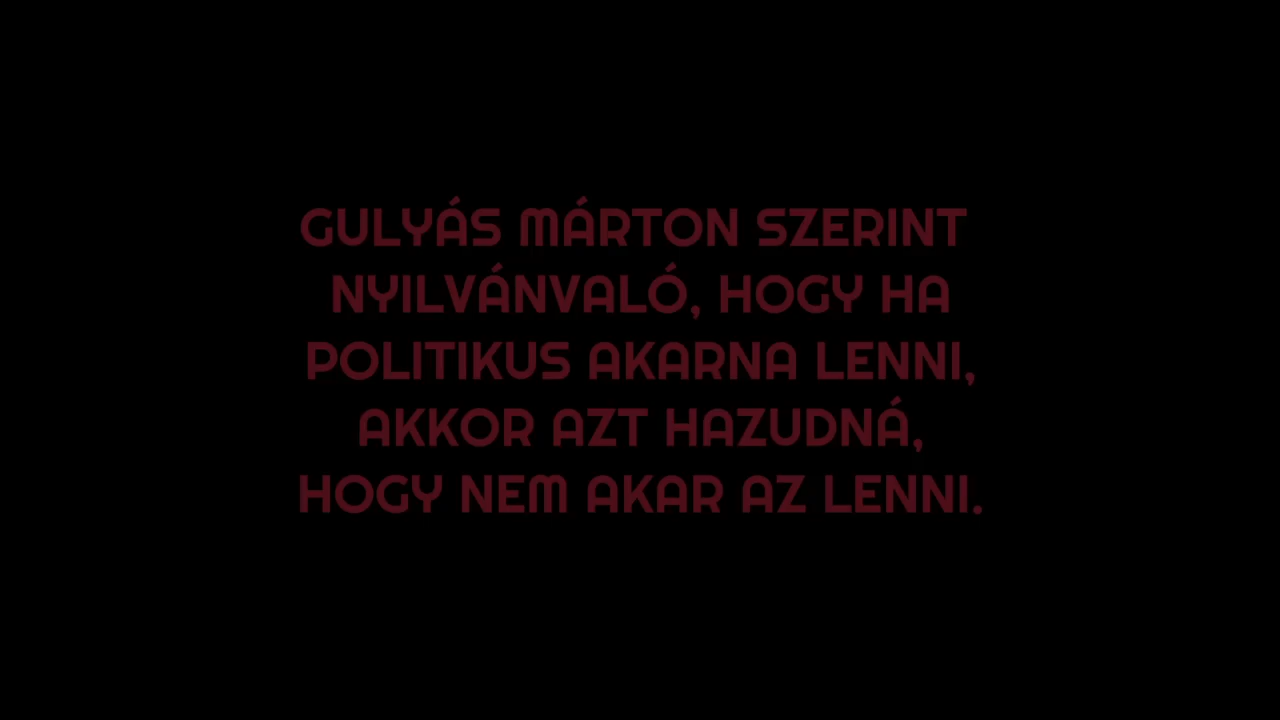 GULYÁS MÁRTON SZERINT
NYILVÁNVALÓ, HOGY HA
POLITIKUS AKARNA LENNI,
AKKOR AZT HAZUDNÁ,
HOGY NEM AKAR AZ LENNI.